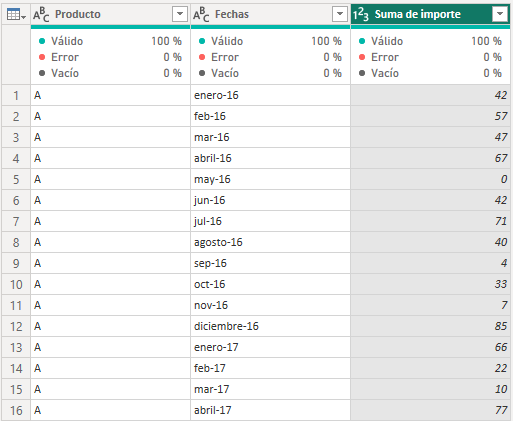 ABC Producto ABC Fechas 123 Suma de importe
Válido 100 % Válido 100 % Válido 100 %
Error 0 % Error 0 % Error 0 %
Vacío 0 % Vacío 0 % Vacío 0 %
1 A enero-16 42
2 A feb-16 57
3 A mar-16 47
4 A abril-16 67
5 A may-16 0
6 A jun-16 42
7 A jul-16 71
8 A agosto-16 40
9 A sep-16 4
10 A oct-16 33
11 A nov-16 7
12 A diciembre-16 85
13 A enero-17 66
14 A feb-17 22
15 A mar-17 10
16 A abril-17 77